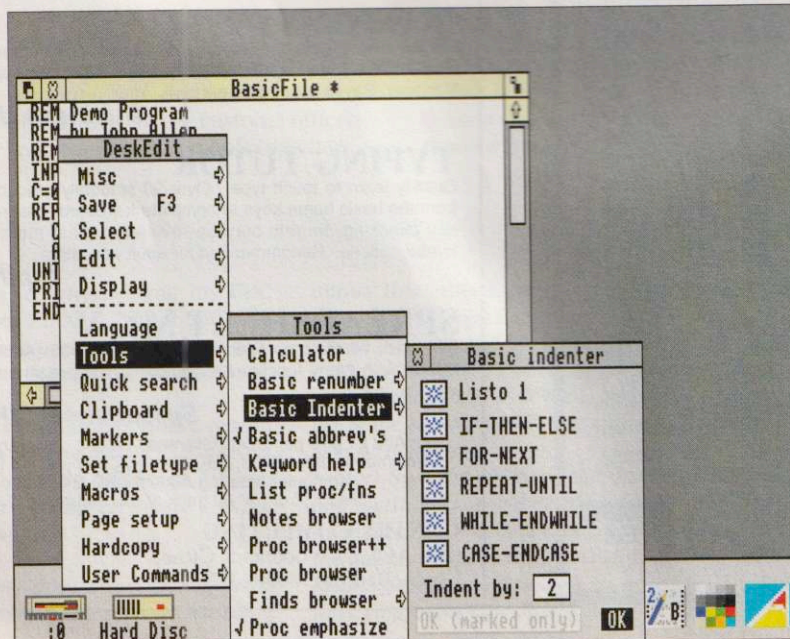 BasicFile *
REM Demo Program
REM by John Allen
REM
INP
C=0
REP
C
A
UNT
PRI
END
DeskEdit
Misc
Save F3
Select
Edit
Display
Language
Tools
Quick search
Clipboard
Markers
Set filetype
Macros
Page setup
Hardcopy
User Commands
Tools
Calculator
Basic renumber
Basic Indenter
√ Basic abbrev's
Keyword help
List proc/fns
Notes browser
Proc browser++
Proc browser
Finds browser
√ Proc emphasize
Basic indenter
Listo 1
IF-THEN-ELSE
FOR-NEXT
REPEAT-UNTIL
WHILE-ENDWHILE
CASE-ENDCASE
Indent by: 2
OK (marked only) OK
:0 Hard Disc